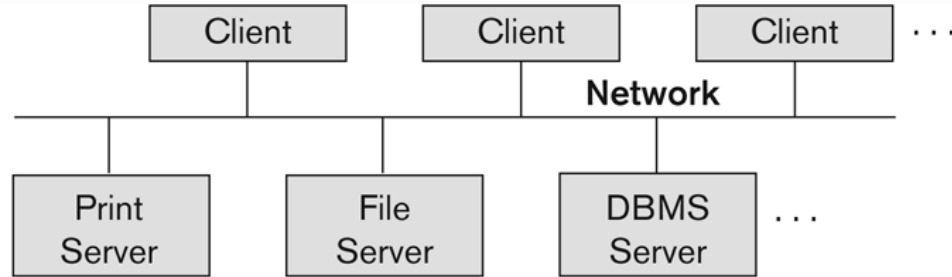 Client Client Client ...
Network
Print File DBMS ...
Server Server Server